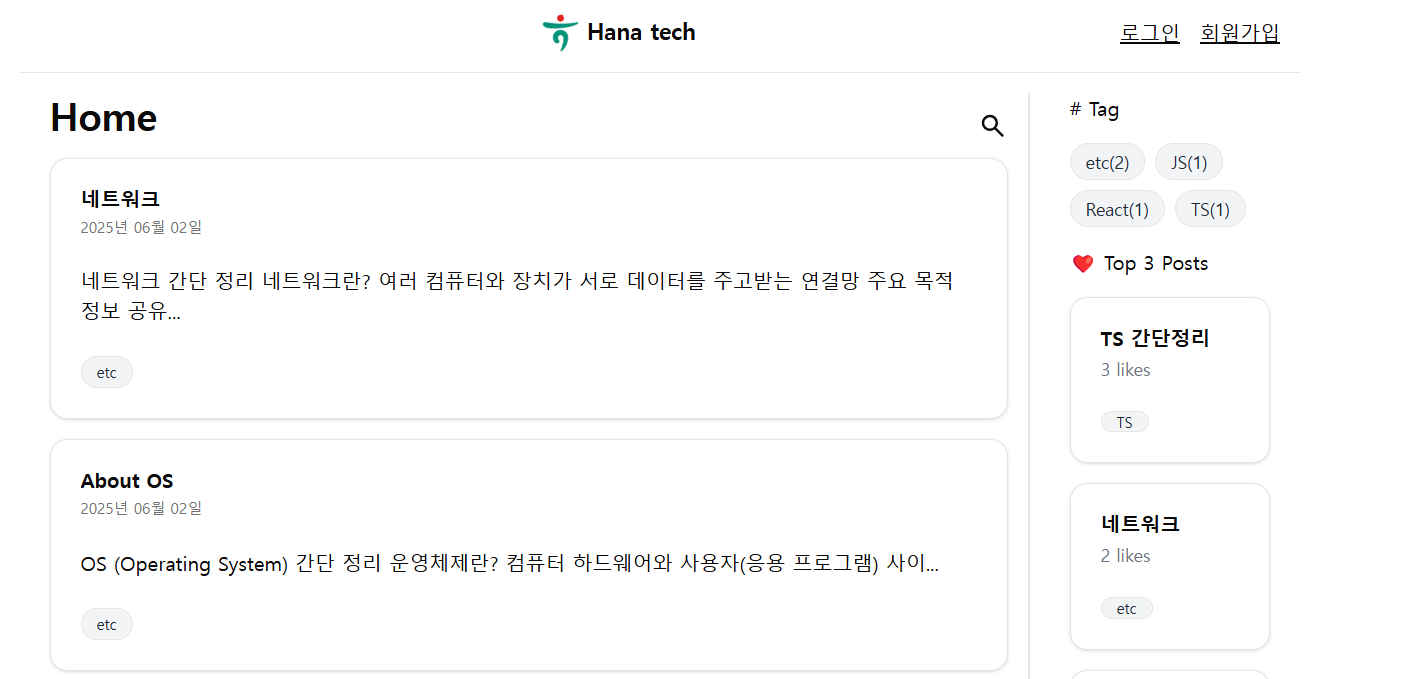 Hana tech
로그인 회원가입
Home
네트워크
2025년 06월 02일
네트워크 간단 정리 네트워크란? 여러 컴퓨터와 장치가 서로 데이터를 주고받는 연결망 주요 목적
정보 공유...
etc
About OS
2025년 06월 02일
OS (Operating System) 간단 정리 운영체제란? 컴퓨터 하드웨어와 사용자(응용 프로그램) 사이...
etc
# Tag
etc(2) JS(1)
React(1) TS(1)
Top 3 Posts
TS 간단정리
3 likes
TS
네트워크
2 likes
etc